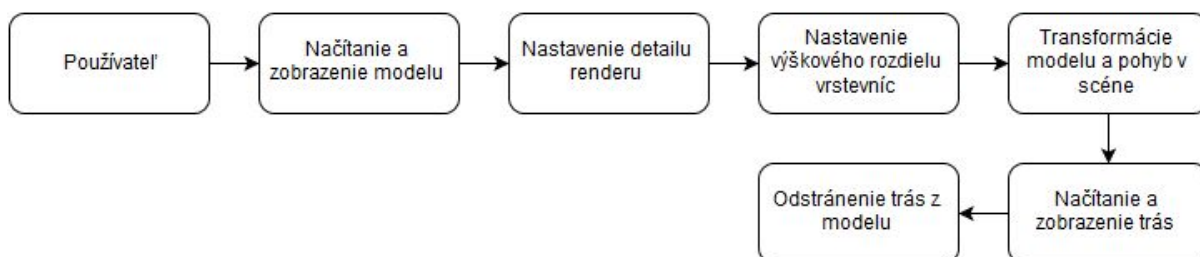 Používateľ
Načítanie a
zobrazenie modelu
Nastavenie detailu
renderu
Nastavenie
výškového rozdielu
vrstevníc
Transformácie
modelu a pohyb v
scéne
Načítanie a
zobrazenie trás
Odstránenie trás z
modelu